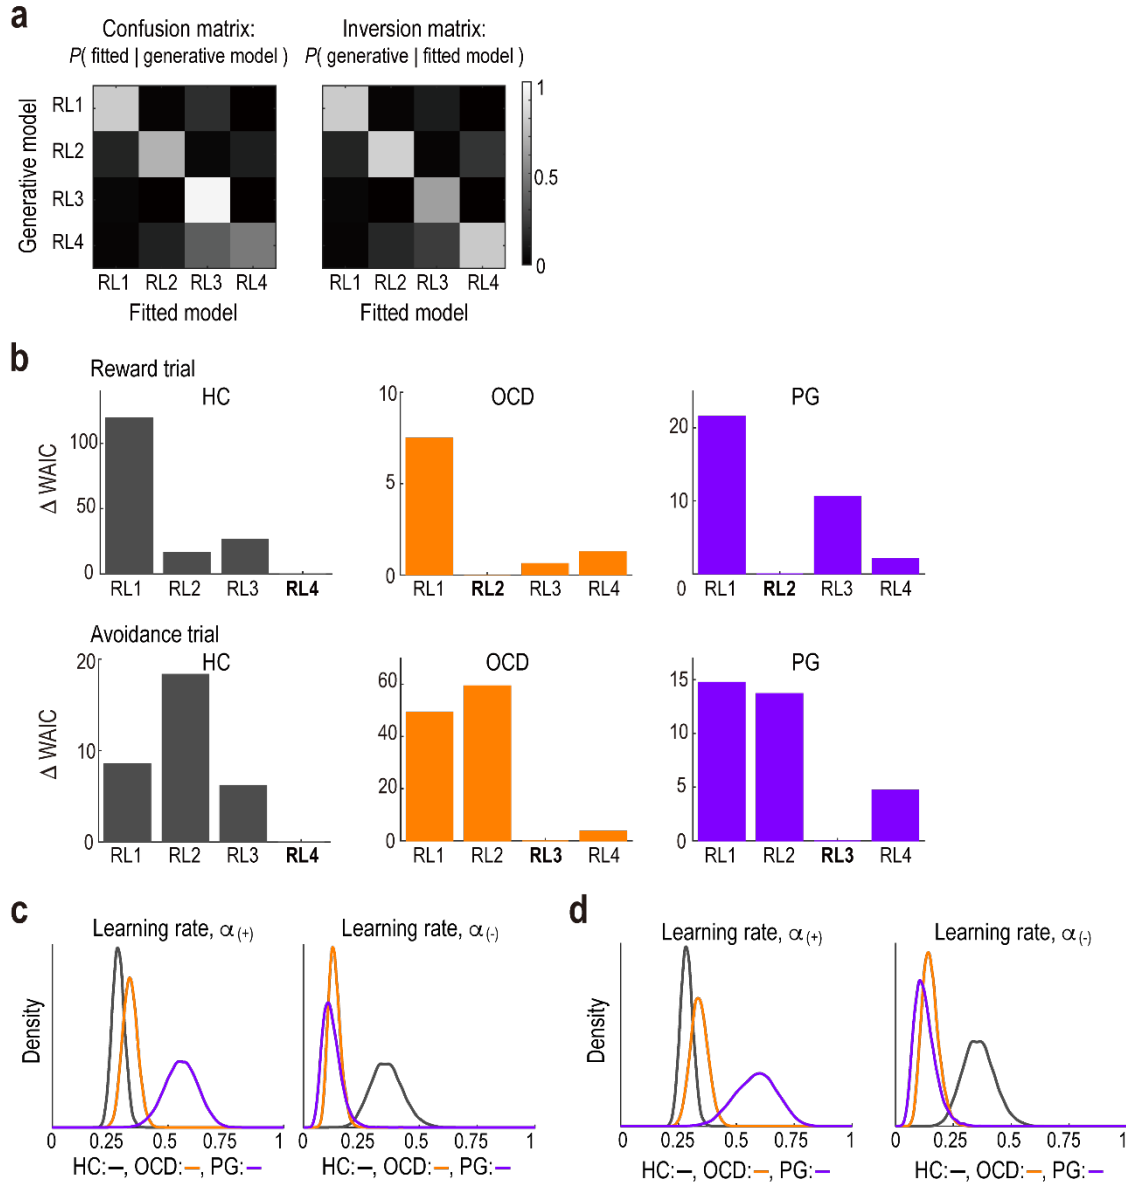 a
Confusion matrix:
P( fitted | generative model )
Inversion matrix:
P( generative | fitted model )
Generative model
RL1
RL2
RL3
RL4
1
0.5
0
RL1 RL2 RL3 RL4
RL1 RL2 RL3 RL4
Fitted model
Fitted model
b
Reward trial
HC
OCD
PG
Δ WAIC
100
50
0
10
5
0
20
10
0
RL1 RL2 RL3 RL4
RL1 RL2 RL3 RL4
RL1 RL2 RL3 RL4
Avoidance trial
HC
OCD
PG
Δ WAIC
20
10
0
60
40
20
0
15
10
5
0
RL1 RL2 RL3 RL4
RL1 RL2 RL3 RL4
RL1 RL2 RL3 RL4
c
Learning rate, α(+)
Learning rate, α(-)
Density
0 0.25 0.5 0.75 1
0 0.25 0.5 0.75 1
HC:–, OCD:–, PG:–
HC:–, OCD:–, PG:–
d
Learning rate, α(+)
Learning rate, α(-)
Density
0 0.25 0.5 0.75 1
0 0.25 0.5 0.75 1
HC:–, OCD:–, PG:–
HC:–, OCD:–, PG:–